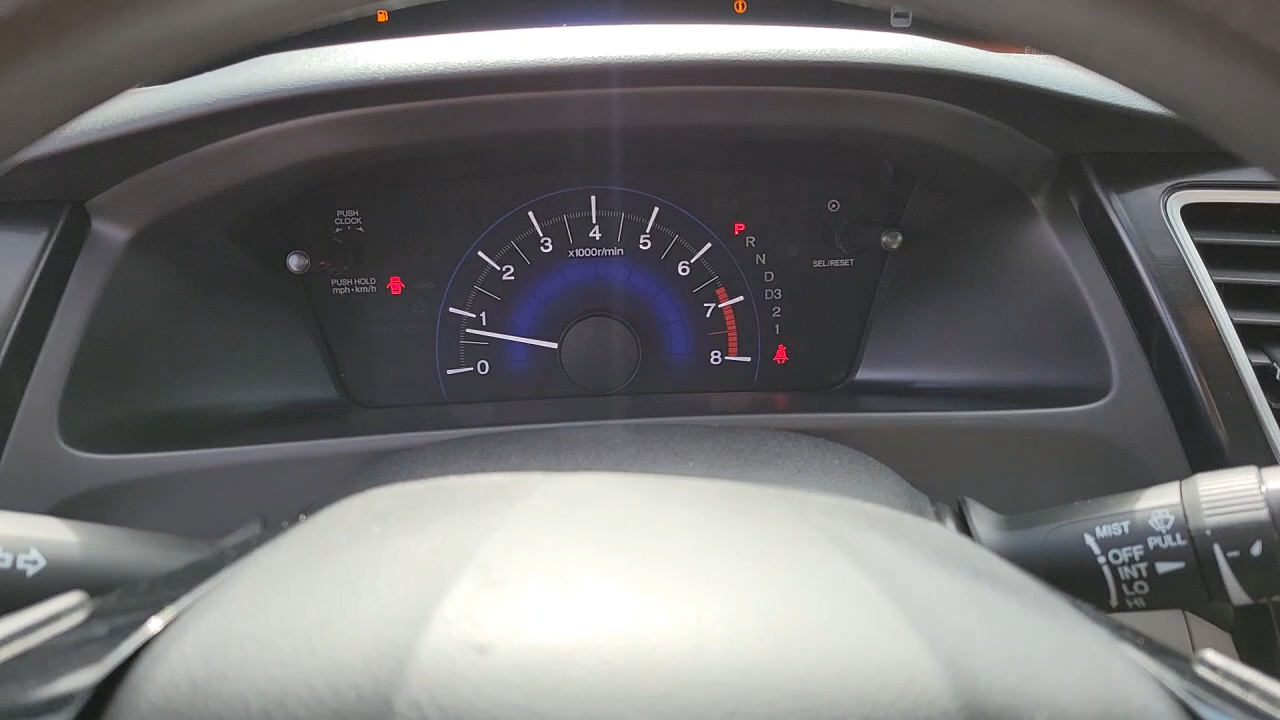 PUSH
CLOCK
PUSH HOLD
mph•km/h
0
1
2
3
4
5
6
7
8
x1000r/min
P
R
N
D
D3
2
1
SEL/RESET
MIST
PULL
OFF
INT
LO
HI